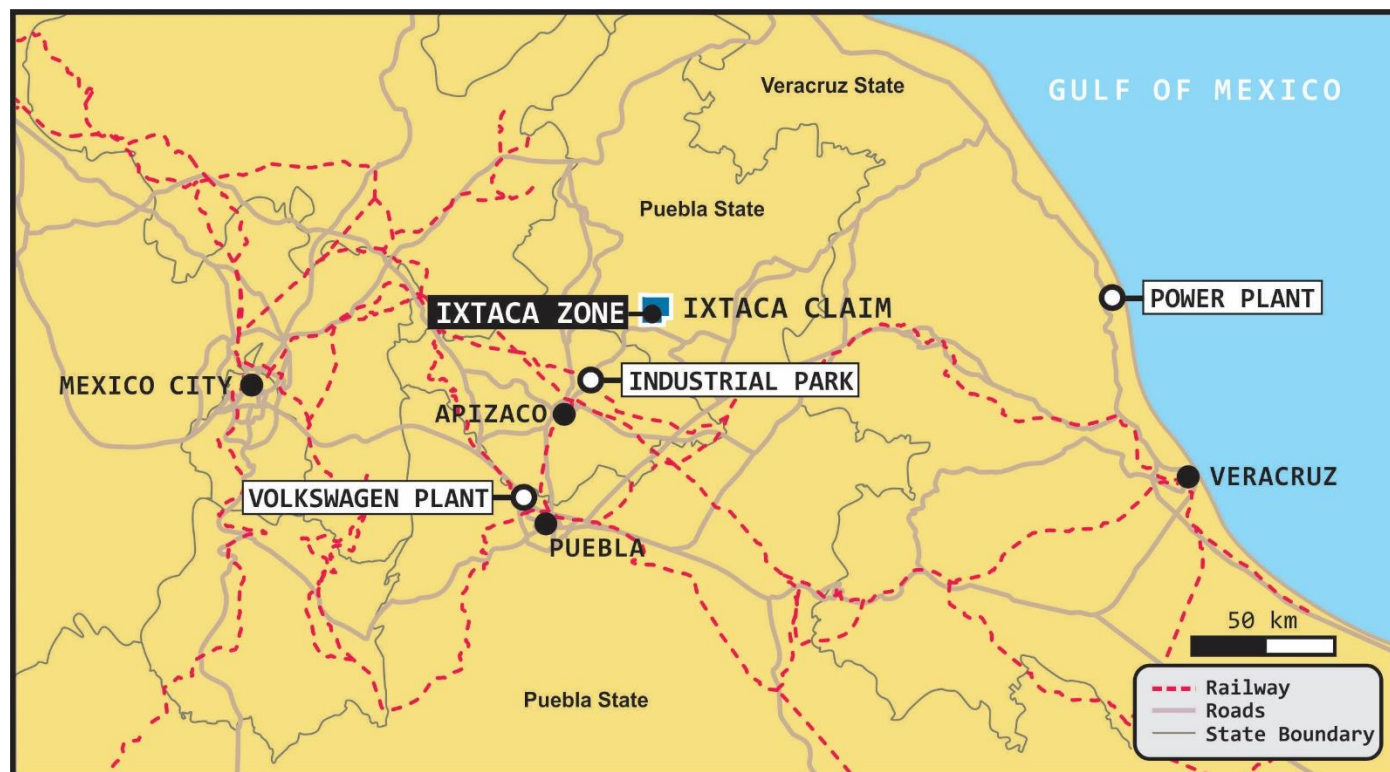 Veracruz State
GULF OF MEXICO
Puebla State
IXTACA ZONE
IXTACA CLAIM
POWER PLANT
MEXICO CITY
INDUSTRIAL PARK
APIZACO
VOLKSWAGEN PLANT
VERACRUZ
PUEBLA
50 km
Puebla State
Railway
Roads
State Boundary